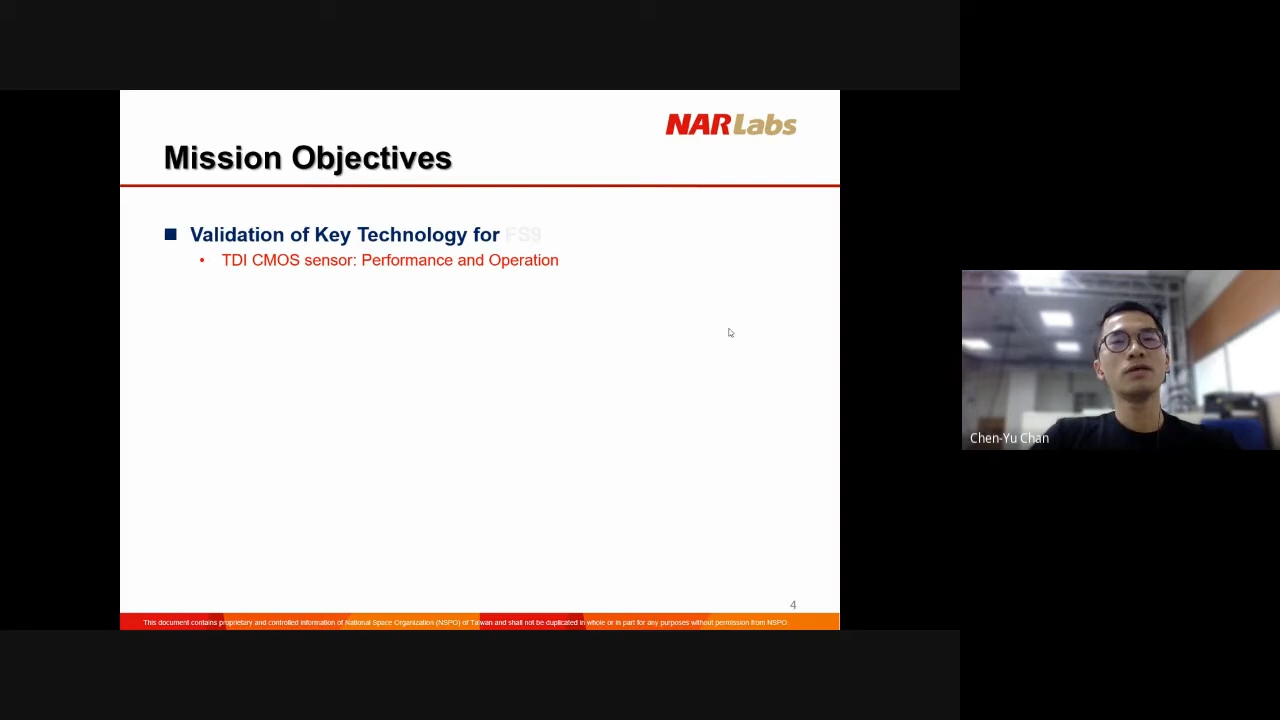 NARLabs
Mission Objectives
Validation of Key Technology for FS9
• TDI CMOS sensor: Performance and Operation
4
This document contains proprietary and controlled information of National Space Organization (NSPO) of Taiwan and shall not be duplicated in whole or in part for any purposes without permission from NSPO
Chen-Yu Chan